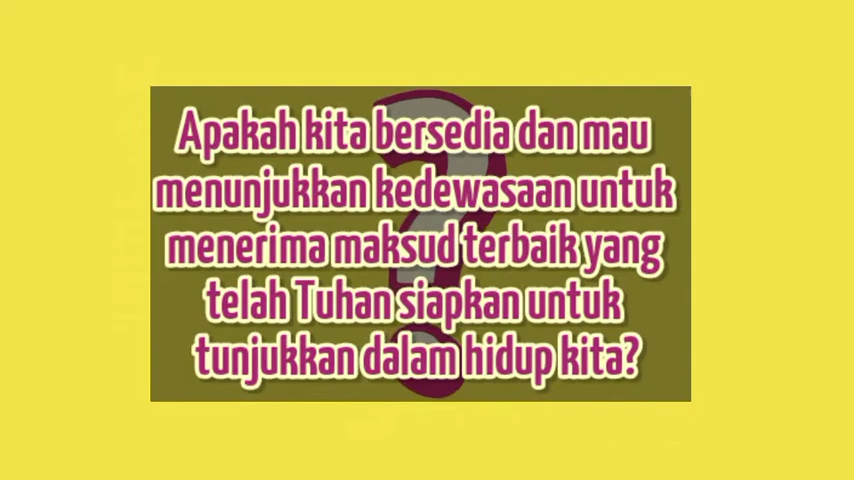 Apakah kita bersedia dan mau
menunjukkan kedewasaan untuk
menerima maksud terbaik yang
telah Tuhan siapkan untuk
tunjukkan dalam hidup kita?